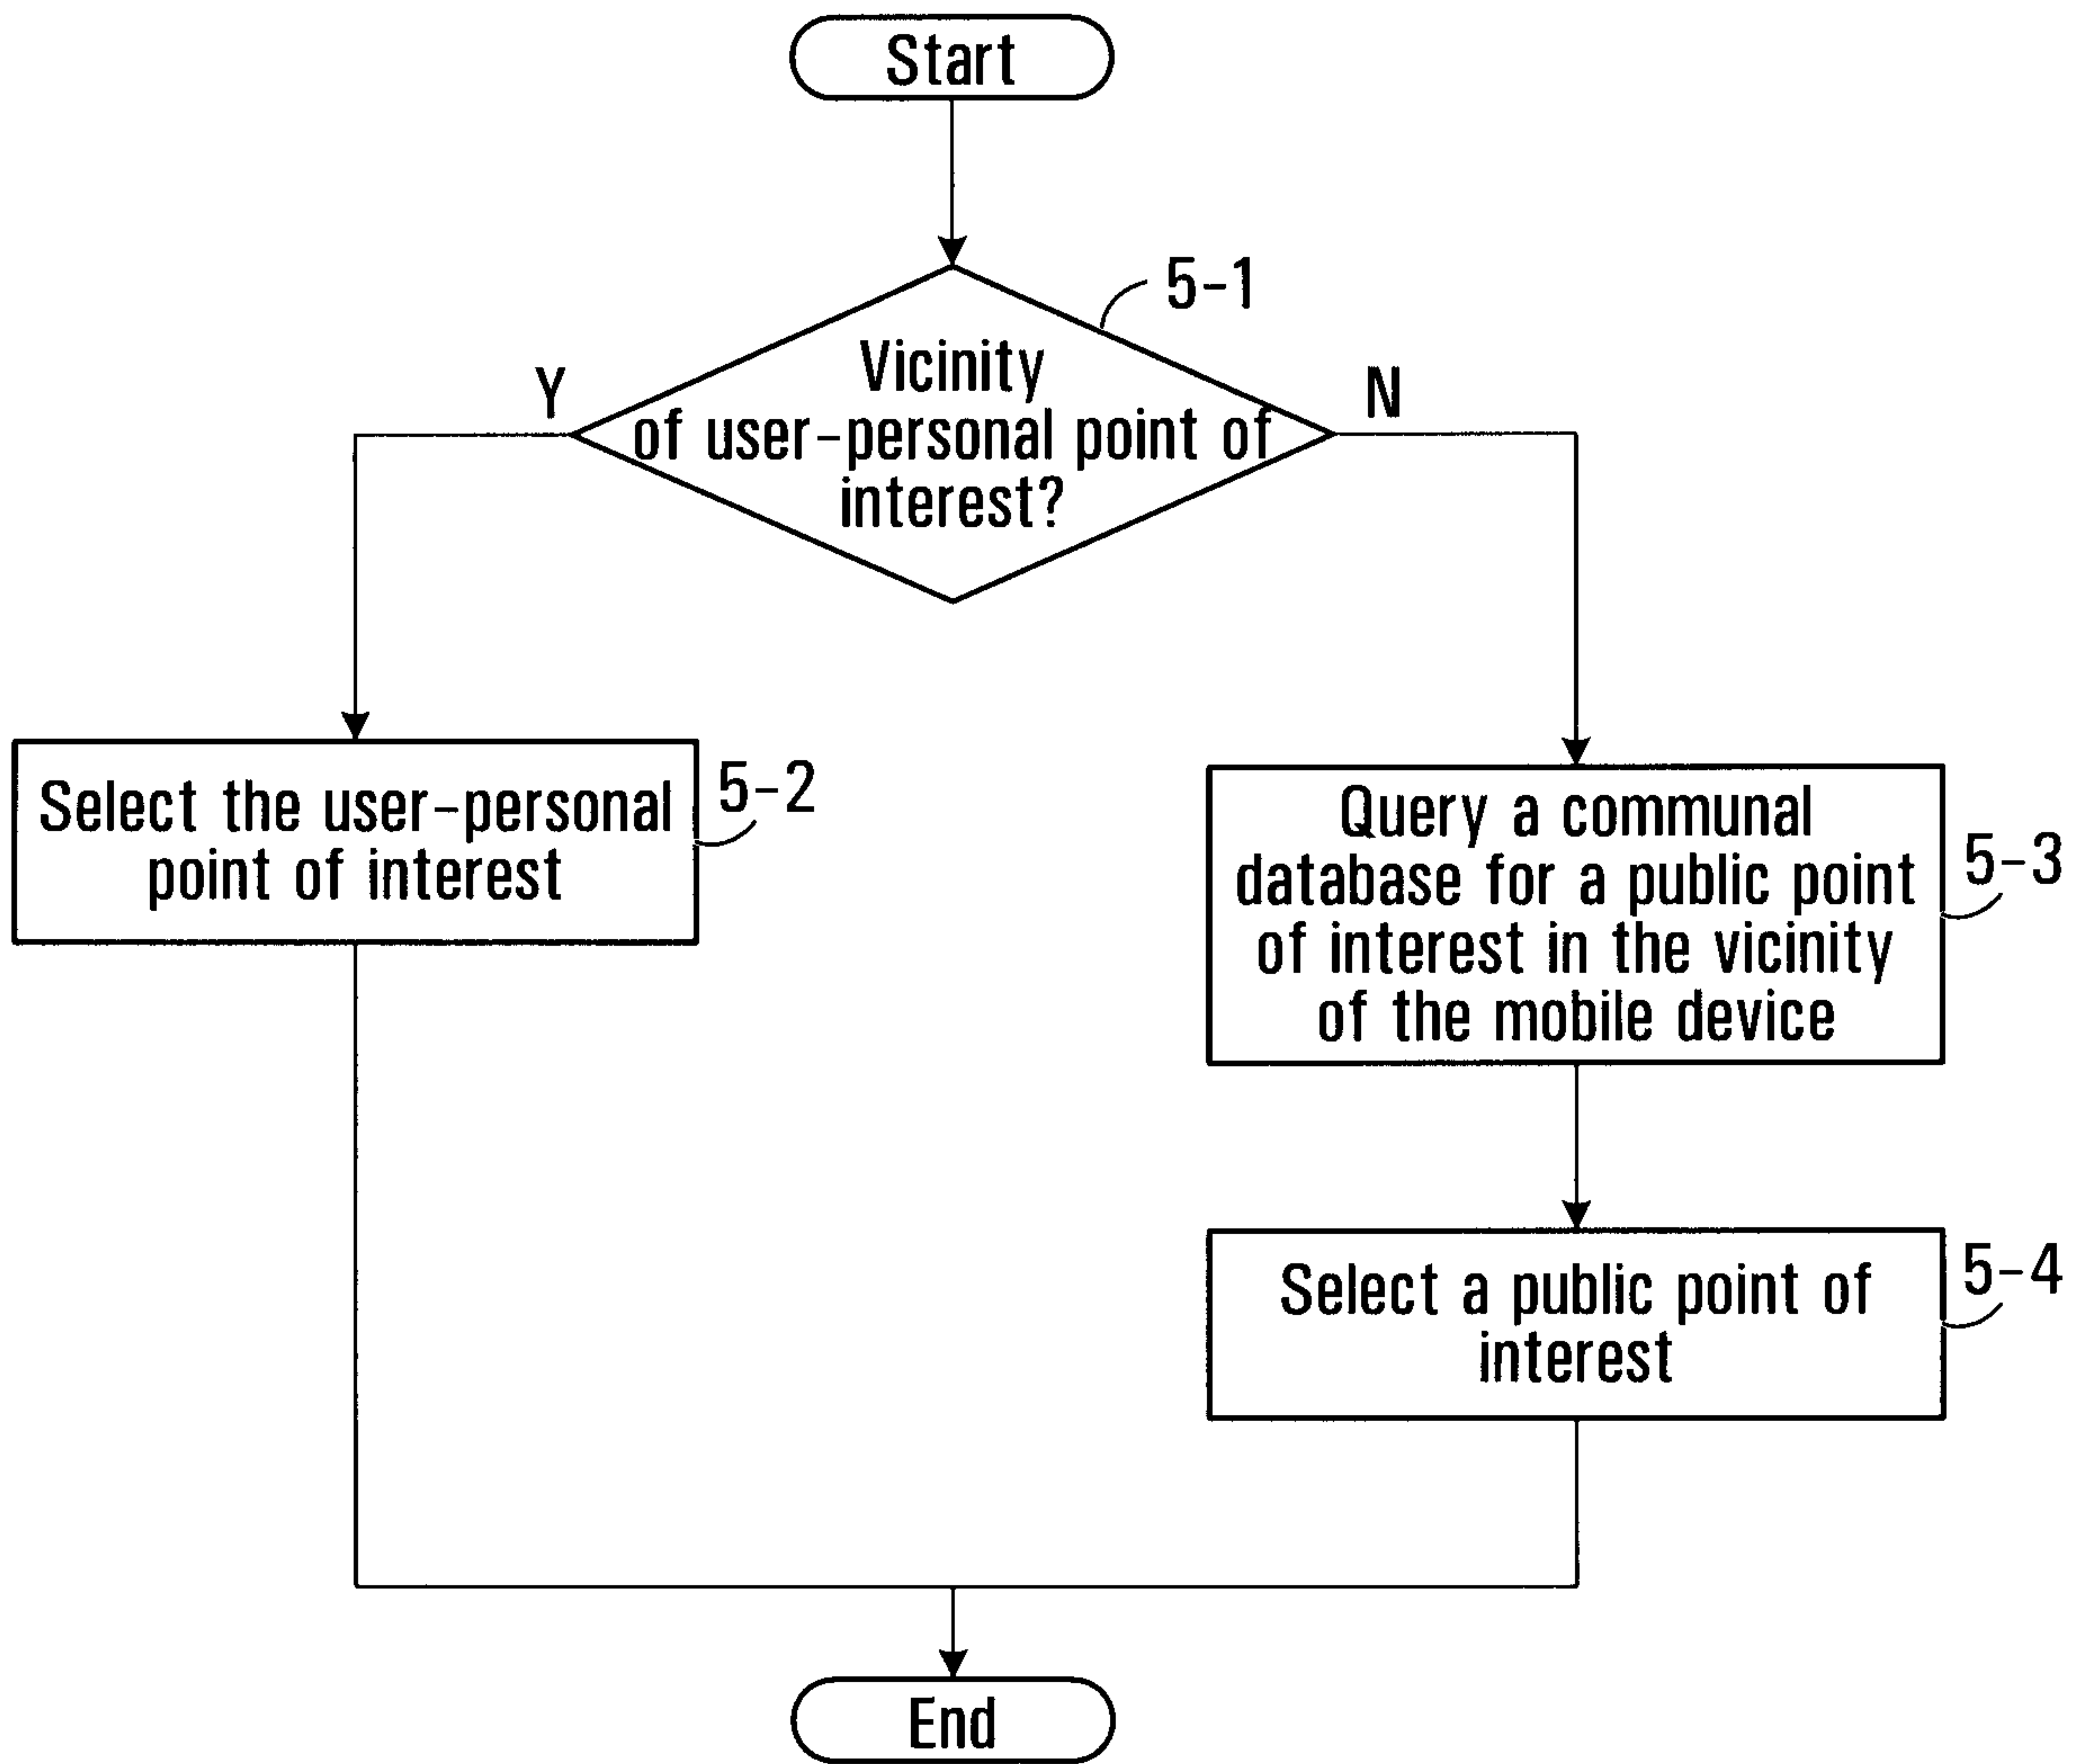 Start
5-1
Vicinity
of user-personal point of
interest?
Y
N
Select the user-personal
point of interest
5-2
Query a communal
database for a public point
of interest in the vicinity
of the mobile device
5-3
Select a public point of
interest
5-4
End